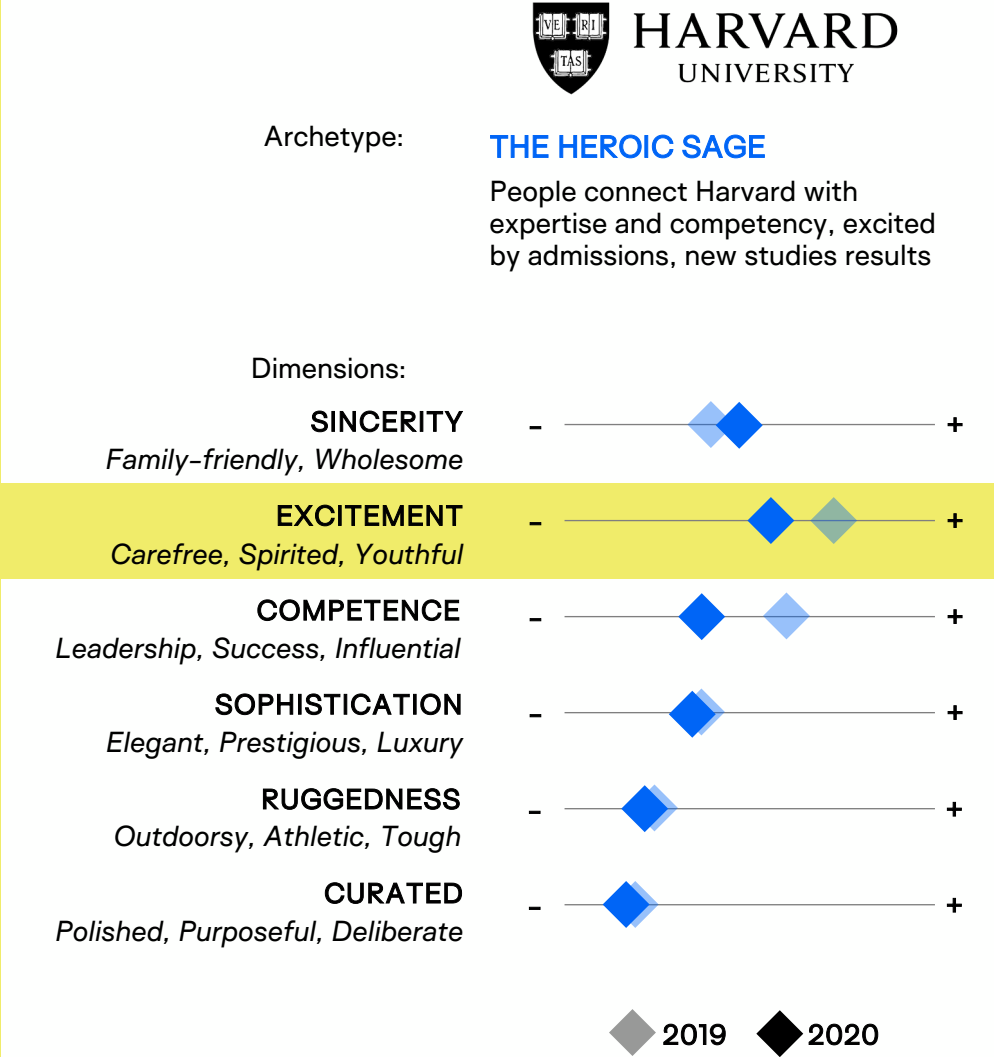 VE RI
TAS
HARVARD
UNIVERSITY
Archetype:
THE HEROIC SAGE
People connect Harvard with
expertise and competency, excited
by admissions, new studies results
Dimensions:
SINCERITY
- +
Family-friendly, Wholesome
EXCITEMENT
- +
Carefree, Spirited, Youthful
COMPETENCE
- +
Leadership, Success, Influential
SOPHISTICATION
- +
Elegant, Prestigious, Luxury
RUGGEDNESS
- +
Outdoorsy, Athletic, Tough
CURATED
- +
Polished, Purposeful, Deliberate
2019 2020